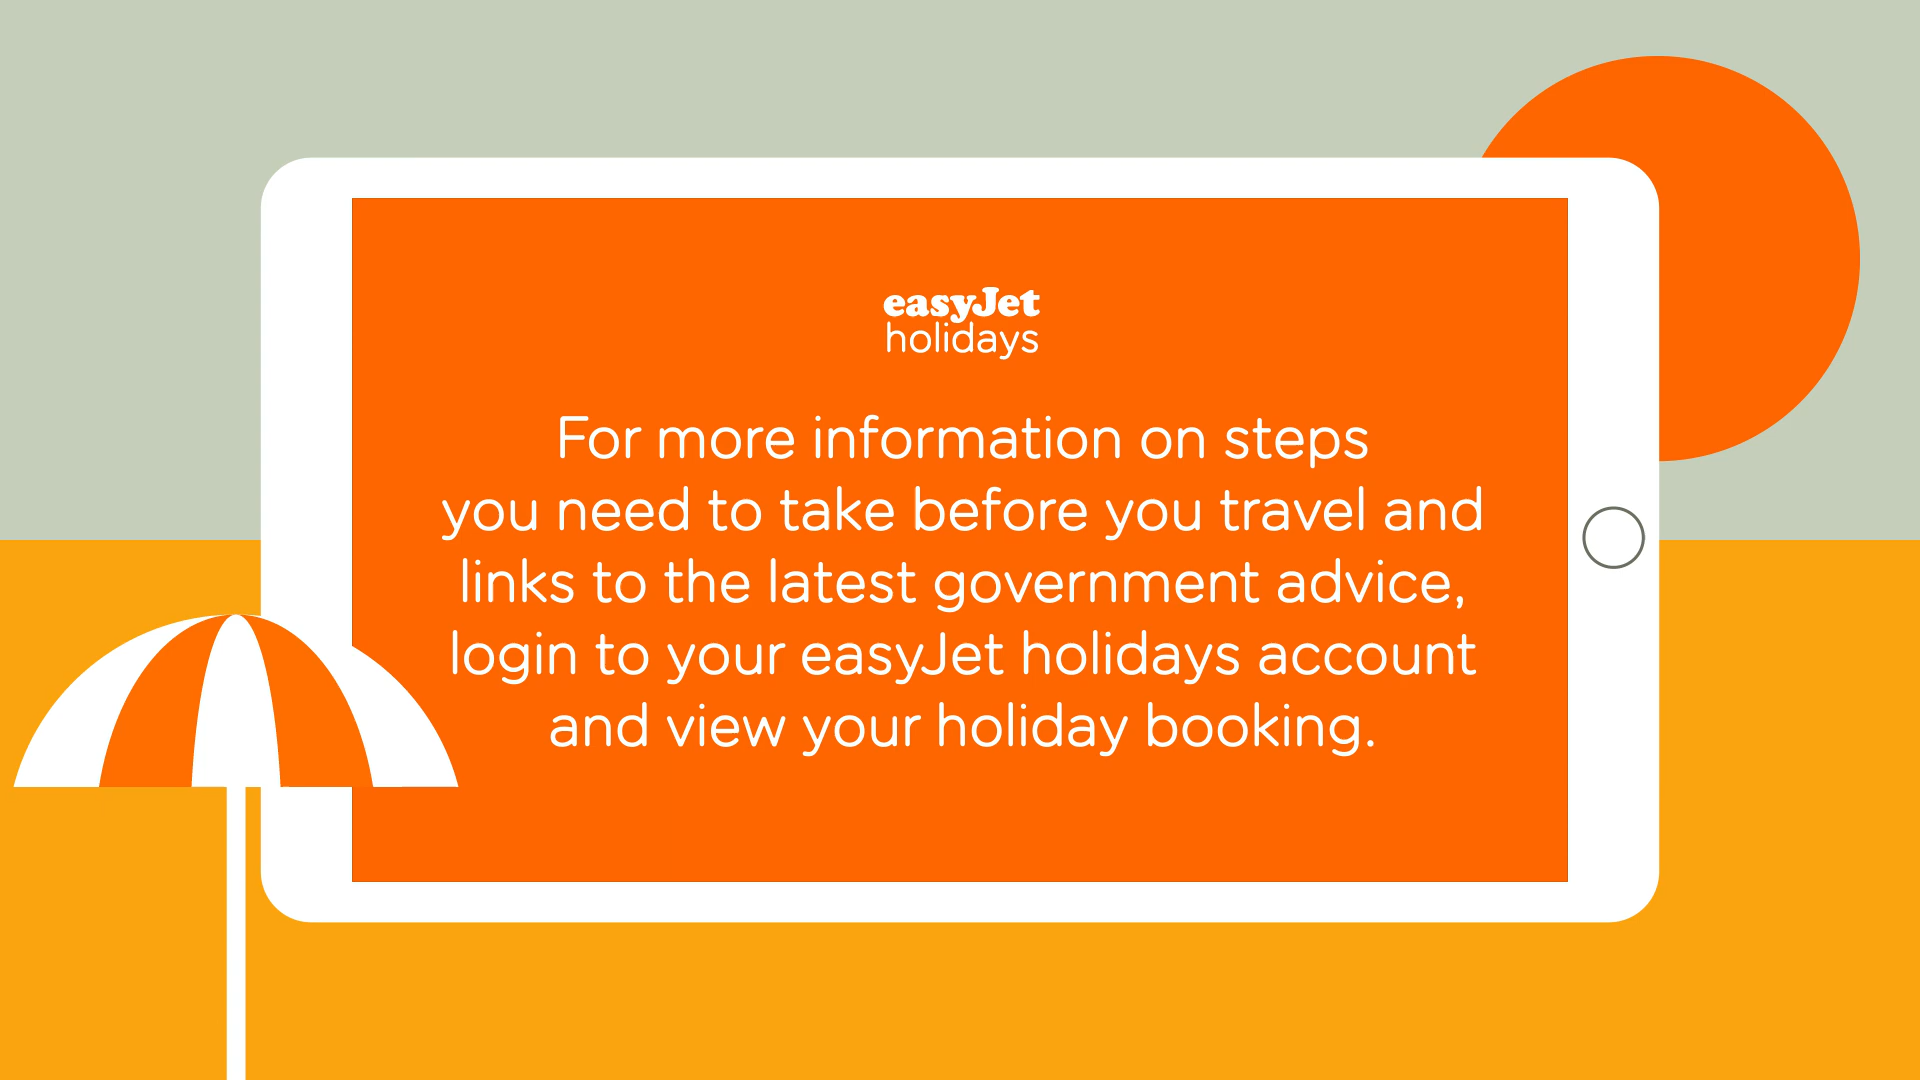 easyJet
holidays
For more information on steps
you need to take before you travel and
links to the latest government advice,
login to your easyJet holidays account
and view your holiday booking.